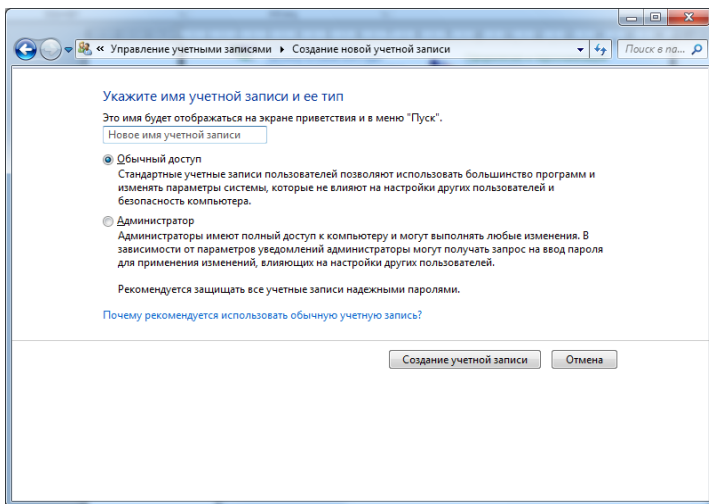 « Управление учетными записями Создание новой учетной записи Поиск в па...
Укажите имя учетной записи и ее тип
Это имя будет отображаться на экране приветствия и в меню "Пуск".
Новое имя учетной записи
Обычный доступ
Стандартные учетные записи пользователей позволяют использовать большинство программ и
изменять параметры системы, которые не влияют на настройки других пользователей и
безопасность компьютера.
Администратор
Администраторы имеют полный доступ к компьютеру и могут выполнять любые изменения. В
зависимости от параметров уведомлений администраторы могут получать запрос на ввод пароля
для применения изменений, влияющих на настройки других пользователей.
Рекомендуется защищать все учетные записи надежными паролями.
Почему рекомендуется использовать обычную учетную запись?
Создание учетной записи Отмена